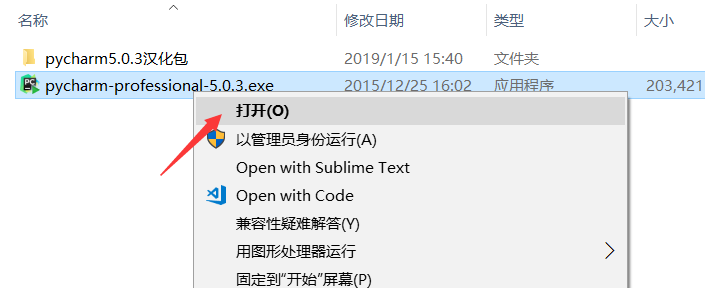 名称 修改日期 类型 大小
pycharm5.0.3汉化包 2019/1/15 15:40 文件夹
pycharm-professional-5.0.3.exe 2015/12/25 16:02 应用程序 203,421
打开(O)
以管理员身份运行(A)
Open with Sublime Text
Open with Code
兼容性疑难解答(Y)
用图形处理器运行
固定到"开始"屏幕(P)